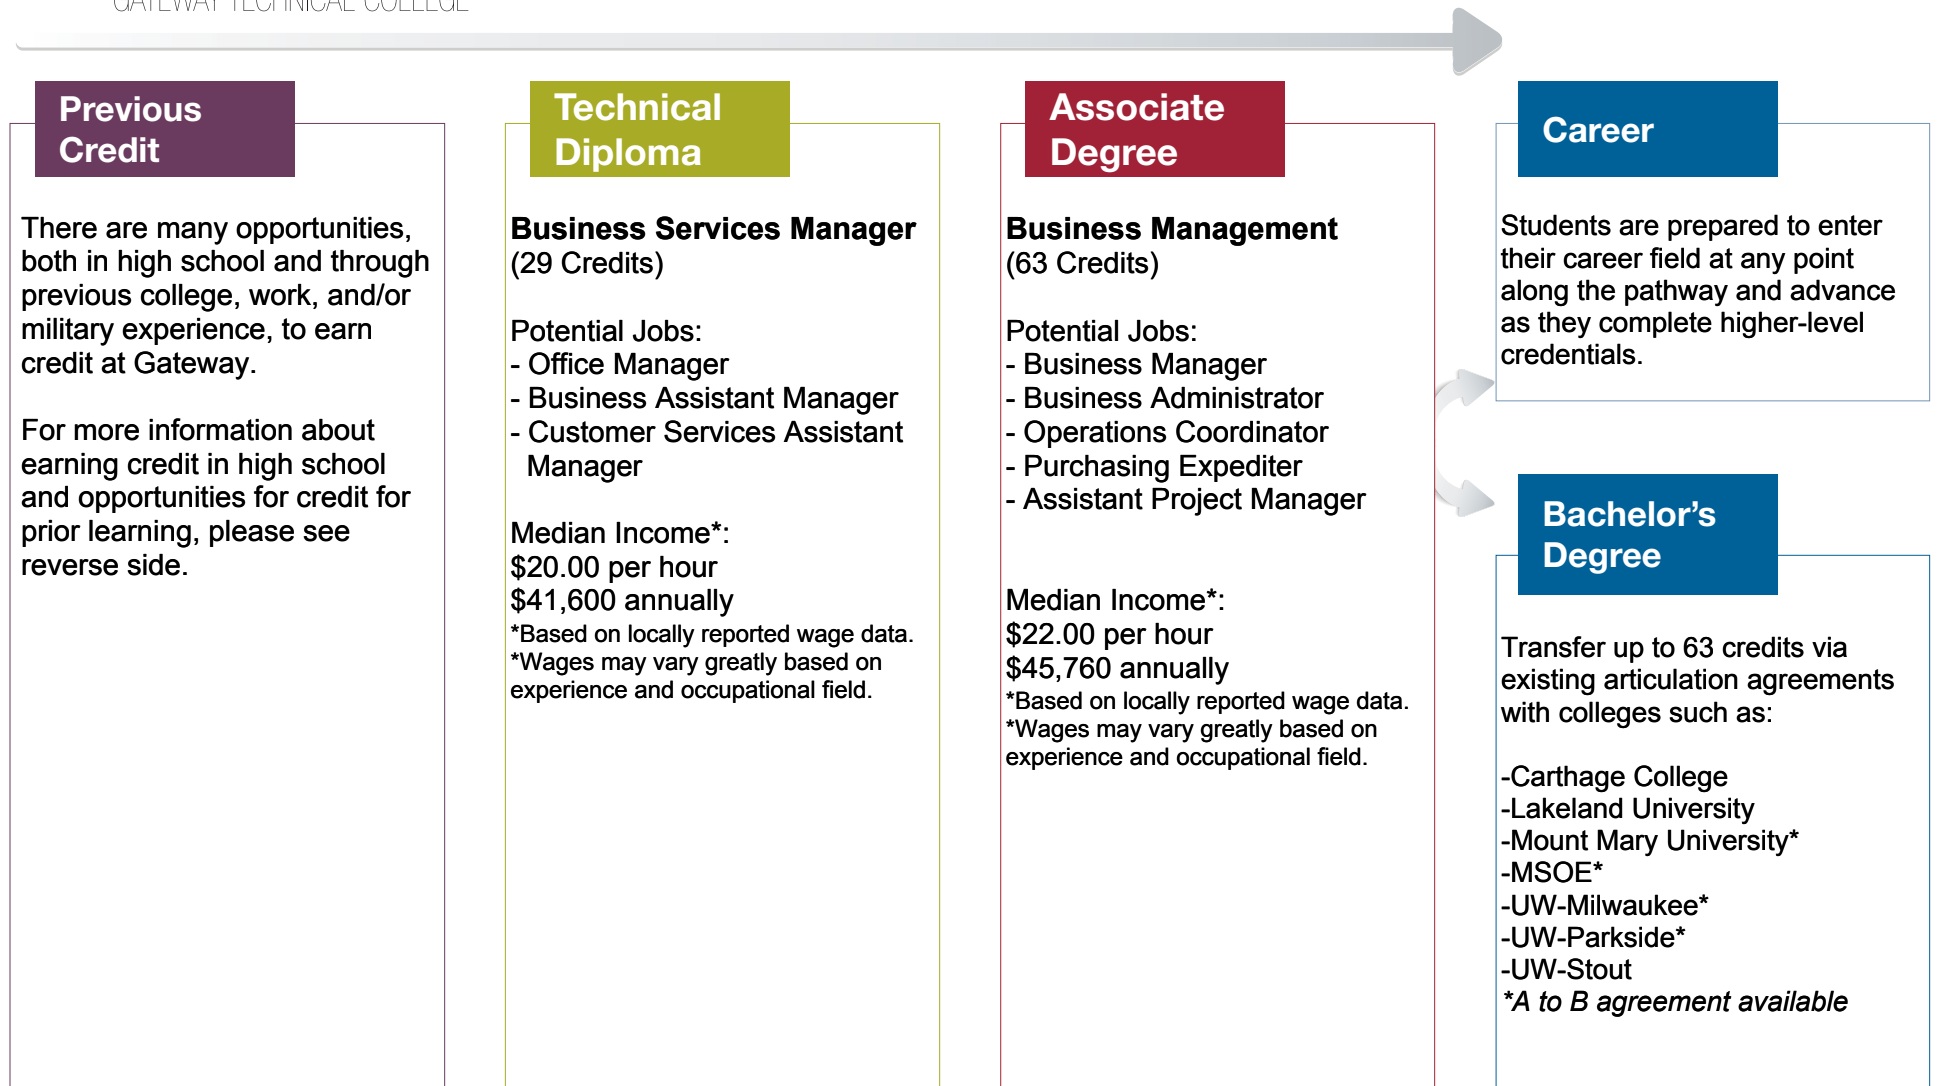 GATEWAY TECHNICAL COLLEGE
Previous
Credit
There are many opportunities,
both in high school and through
previous college, work, and/or
military experience, to earn
credit at Gateway.
For more information about
earning credit in high school
and opportunities for credit for
prior learning, please see
reverse side.
Technical
Diploma
Business Services Manager
(29 Credits)
Potential Jobs:
- Office Manager
- Business Assistant Manager
- Customer Services Assistant
Manager
Median Income*:
$20.00 per hour
$41,600 annually
*Based on locally reported wage data.
*Wages may vary greatly based on
experience and occupational field.
Associate
Degree
Business Management
(63 Credits)
Potential Jobs:
- Business Manager
- Business Administrator
- Operations Coordinator
- Purchasing Expediter
- Assistant Project Manager
Median Income*:
$22.00 per hour
$45,760 annually
*Based on locally reported wage data.
*Wages may vary greatly based on
experience and occupational field.
Career
Students are prepared to enter
their career field at any point
along the pathway and advance
as they complete higher-level
credentials.
Bachelor’s
Degree
Transfer up to 63 credits via
existing articulation agreements
with colleges such as:
-Carthage College
-Lakeland University
-Mount Mary University*
-MSOE*
-UW-Milwaukee*
-UW-Parkside*
-UW-Stout
*A to B agreement available